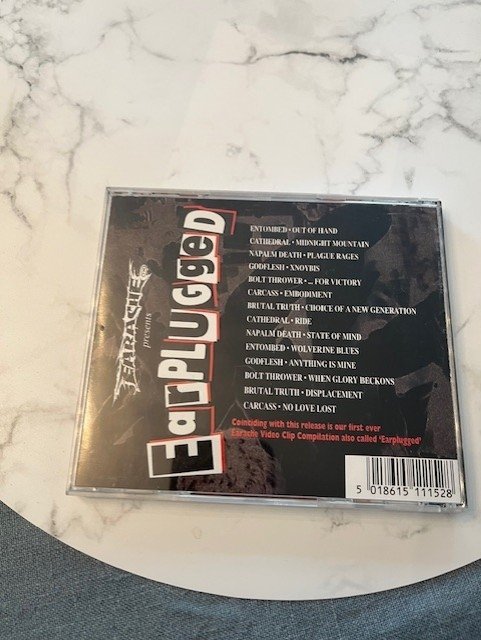 EARACHE
presents
EarPLUGgeD
ENTOMBED • OUT OF HAND
CATHEDRAL • MIDNIGHT MOUNTAIN
NAPALM DEATH • PLAGUE RAGES
GODFLESH • XNOYBIS
BOLT THROWER • ... FOR VICTORY
CARCASS • EMBODIMENT
BRUTAL TRUTH • CHOICE OF A NEW GENERATION
CATHEDRAL • RIDE
NAPALM DEATH • STATE OF MIND
ENTOMBED • WOLVERINE BLUES
GODFLESH • ANYTHING IS MINE
BOLT THROWER • WHEN GLORY BECKONS
BRUTAL TRUTH • DISPLACEMENT
CARCASS • NO LOVE LOST
Coinciding with this release is our first ever
Earache Video Clip Compilation also called 'Earplugged'
5 018615 111528